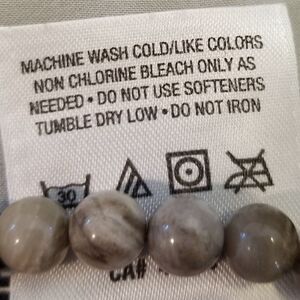 MACHINE WASH COLD/LIKE COLORS
NON CHLORINE BLEACH ONLY AS
NEEDED • DO NOT USE SOFTENERS
TUMBLE DRY LOW • DO NOT IRON
30
CA#